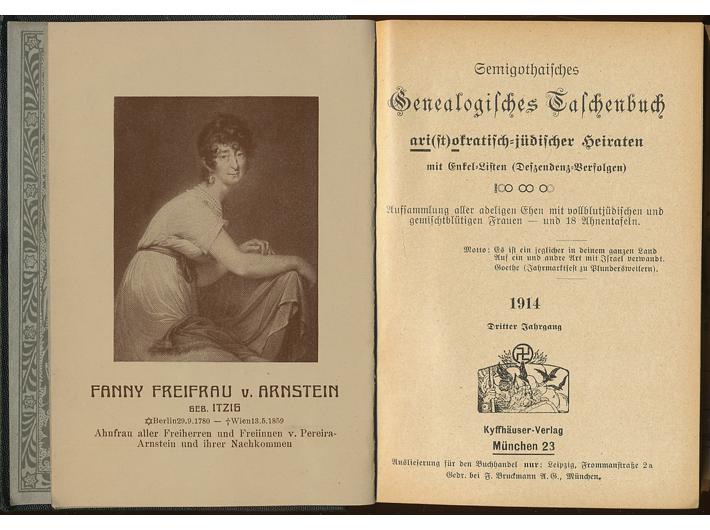 FANNY FREIFRAU v. ARNSTEIN
GEB. ITZIG
✡Berlin29.9.1780 — †Wien13.5.1859
Ahnfrau aller Freiherren und Freiinnen v. Pereira-
Arnstein und ihrer Nachkommen
Semigothaisches
Genealogisches Taschenbuch
ari(st)okratisch-jüdischer Heiraten
mit Enkel-Listen (Deszendenz-Verfolgen)
Aufsammlung aller adeligen Ehen mit vollblutjüdischen und
gemischtblütigen Frauen — und 18 Ahnentafeln.
Motto: Es ist ein jeglicher in deinem ganzen Land
Auf ein und andre Art mit Israel verwandt.
Goethe (Jahrmarktsfest zu Plundersweilern).
1914
Dritter Jahrgang
Kyffhäuser-Verlag
München 23
Auslieferung für den Buchhandel nur: Leipzig, Frommanstraße 2a
Gedr. bei F. Bruckmann A. G., München.